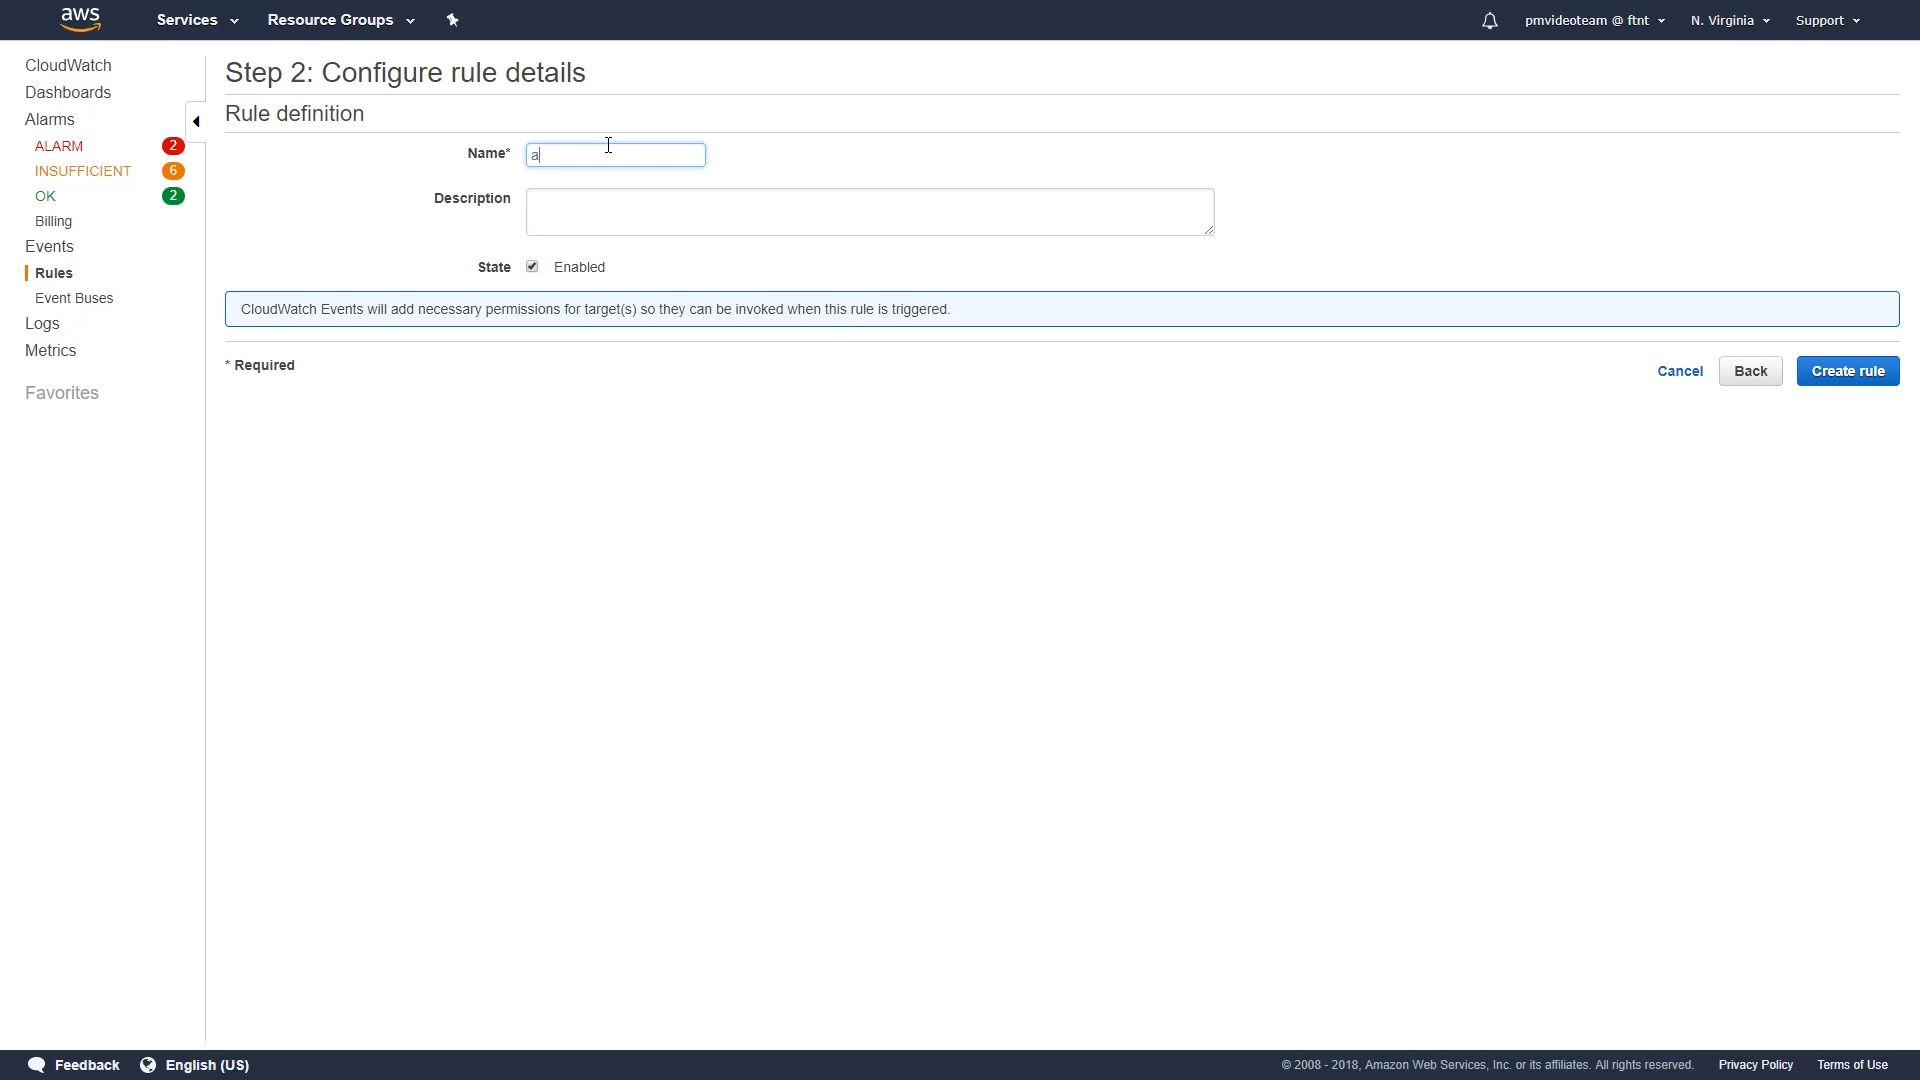 aws
Services
Resource Groups
pmvideoteam @ ftnt
N. Virginia
Support
CloudWatch
Dashboards
Alarms
ALARM 2
INSUFFICIENT 6
OK 2
Billing
Events
Rules
Event Buses
Logs
Metrics
Favorites
Step 2: Configure rule details
Rule definition
Name* a
Description
State Enabled
CloudWatch Events will add necessary permissions for target(s) so they can be invoked when this rule is triggered.
* Required
Cancel
Back
Create rule
Feedback
English (US)
© 2008 - 2018, Amazon Web Services, Inc. or its affiliates. All rights reserved.
Privacy Policy
Terms of Use